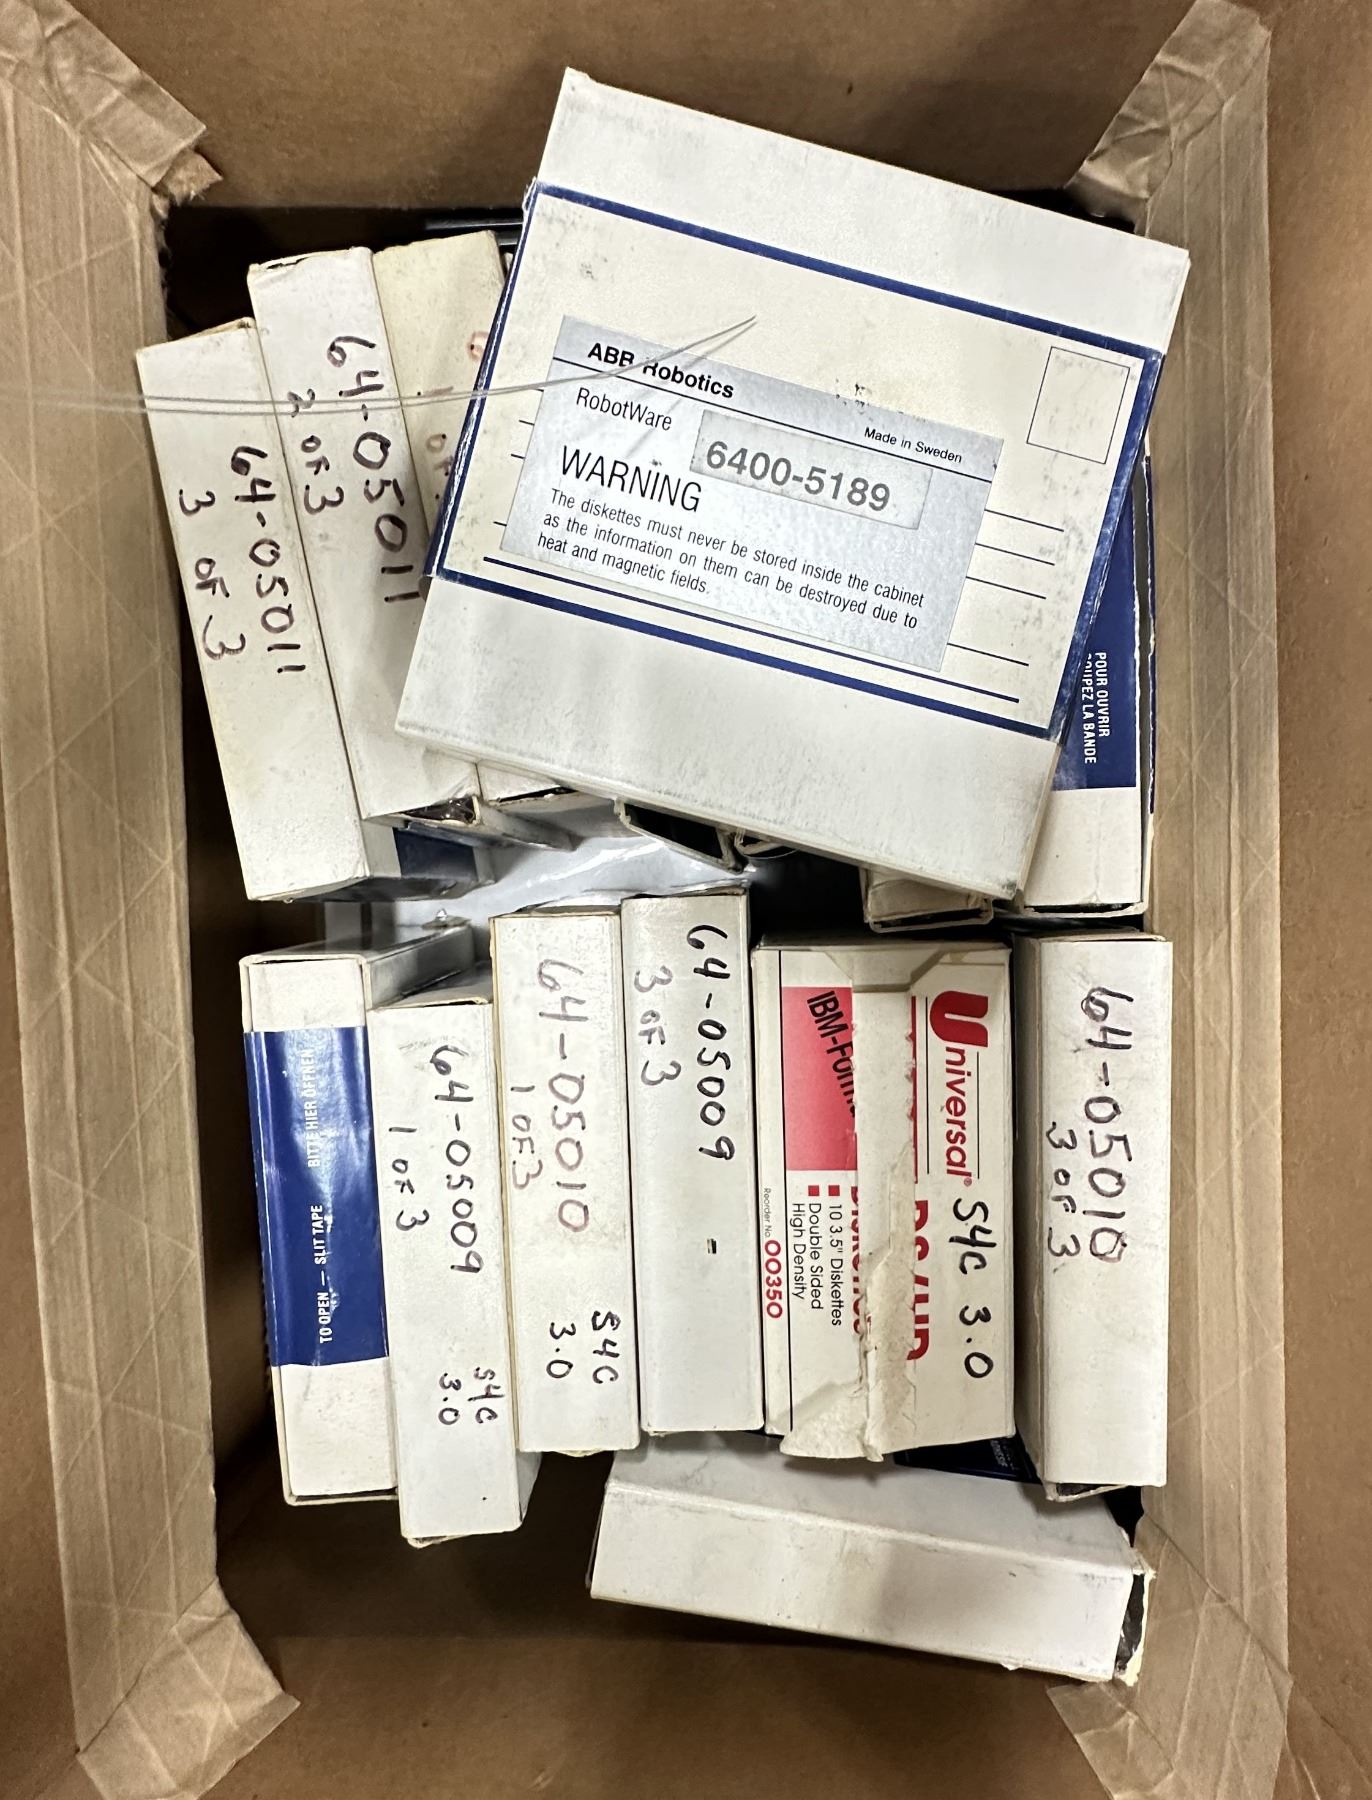 64-05011
3 OF 3
64-05011
2 OF 3
ABB Robotics
RobotWare
Made in Sweden
6400-5189
WARNING
The diskettes must never be stored inside the cabinet
as the information on them can be destroyed due to
heat and magnetic fields.
POUR OUVRIR
COUPEZ LA BANDE
TO OPEN — SLIT TAPE BITTE HIER ÖFFNEN
64-05009
1 OF 3
S4C
3.0
64-05010
1 OF 3
S4C
3.0
64-05009
3 OF 3
Universal®
S4C 3.0
10 3.5" Diskettes
Double Sided
High Density
Reorder No. 00350
64-05010
3 OF 3